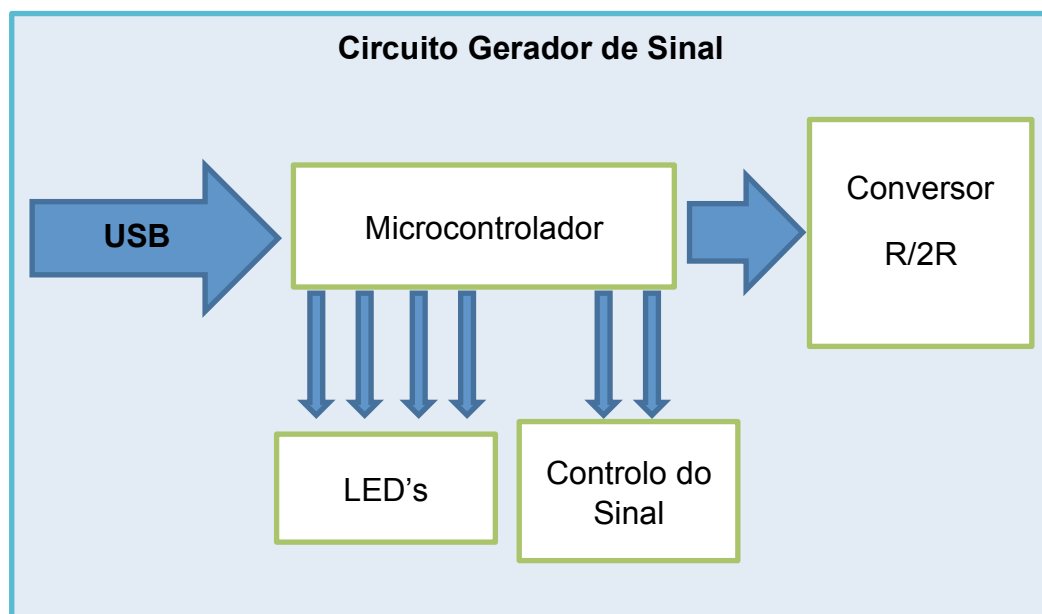 Circuito Gerador de Sinal
USB
Microcontrolador
Conversor
R/2R
LED’s
Controlo do
Sinal